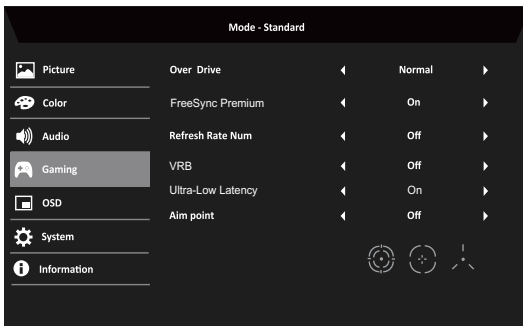 Mode - Standard
Picture
Over Drive Normal
Color
FreeSync Premium On
Audio
Refresh Rate Num Off
Gaming
VRB Off
Ultra-Low Latency On
OSD
Aim point Off
System
Information